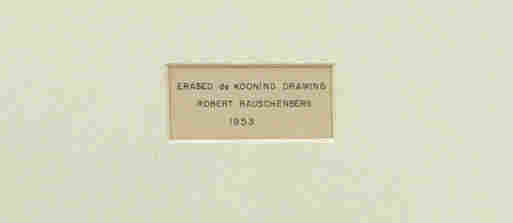 ERASED de KOONING DRAWING
ROBERT RAUSCHENBERG
1953